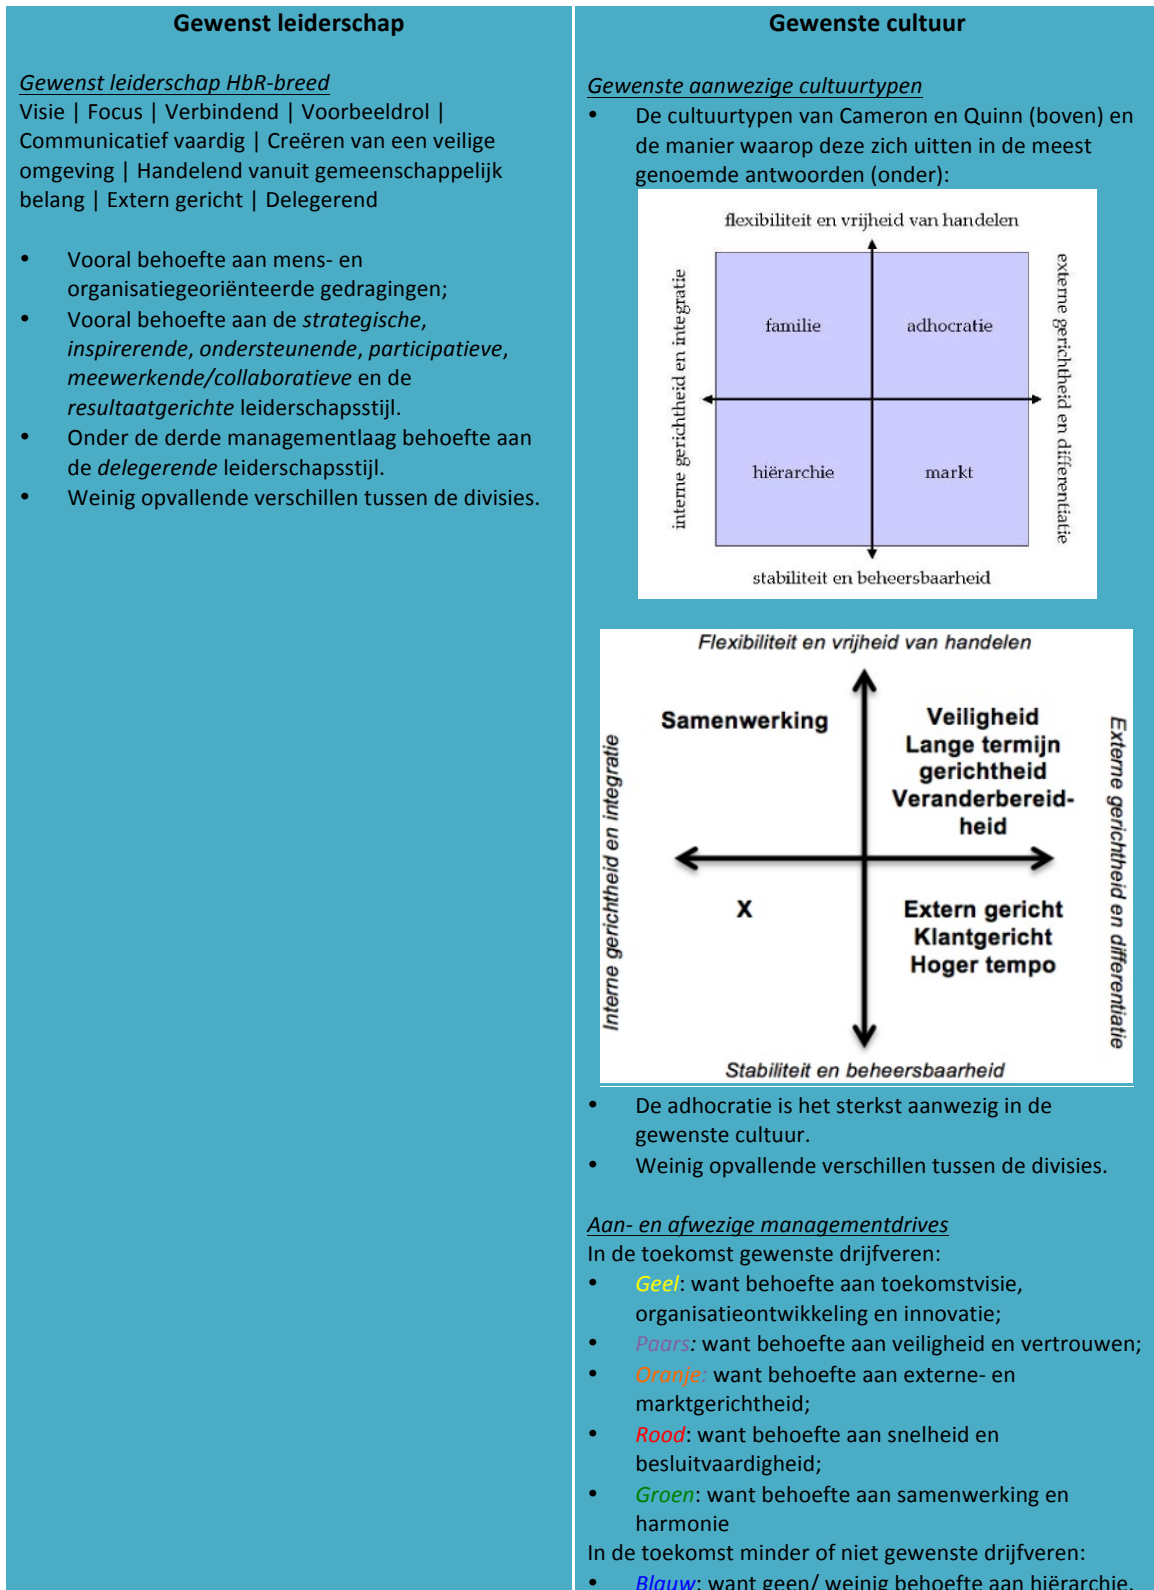 Gewenst leiderschap
Gewenst leiderschap HbR-breed
Visie | Focus | Verbindend | Voorbeeldrol |
Communicatief vaardig | Creëren van een veilige
omgeving | Handelend vanuit gemeenschappelijk
belang | Extern gericht | Delegerend
• Vooral behoefte aan mens- en
organisatiegeoriënteerde gedragingen;
• Vooral behoefte aan de strategische,
inspirerende, ondersteunende, participatieve,
meewerkende/collaboratieve en de
resultaatgerichte leiderschapsstijl.
• Onder de derde managementlaag behoefte aan
de delegerende leiderschapsstijl.
• Weinig opvallende verschillen tussen de divisies.
Gewenste cultuur
Gewenste aanwezige cultuurtypen
• De cultuurtypen van Cameron en Quinn (boven) en
de manier waarop deze zich uitten in de meest
genoemde antwoorden (onder):
flexibiliteit en vrijheid van handelen
interne gerichtheid en integratie
familie
adhocratie
externe gerichtheid en differentiatie
hiërarchie
markt
stabiliteit en beheersbaarheid
Flexibiliteit en vrijheid van handelen
Interne gerichtheid en integratie
Samenwerking
Veiligheid
Lange termijn
gerichtheid
Veranderbereid-
heid
Externe gerichtheid en differentiatie
X
Extern gericht
Klantgericht
Hoger tempo
Stabiliteit en beheersbaarheid
• De adhocratie is het sterkst aanwezig in de
gewenste cultuur.
• Weinig opvallende verschillen tussen de divisies.
Aan- en afwezige managementdrives
In de toekomst gewenste drijfveren:
• Geel: want behoefte aan toekomstvisie,
organisatieontwikkeling en innovatie;
• Paars: want behoefte aan veiligheid en vertrouwen;
• Oranje: want behoefte aan externe- en
marktgerichtheid;
• Rood: want behoefte aan snelheid en
besluitvaardigheid;
• Groen: want behoefte aan samenwerking en
harmonie
In de toekomst minder of niet gewenste drijfveren:
• Blauw: want geen/ weinig behoefte aan hiërarchie,